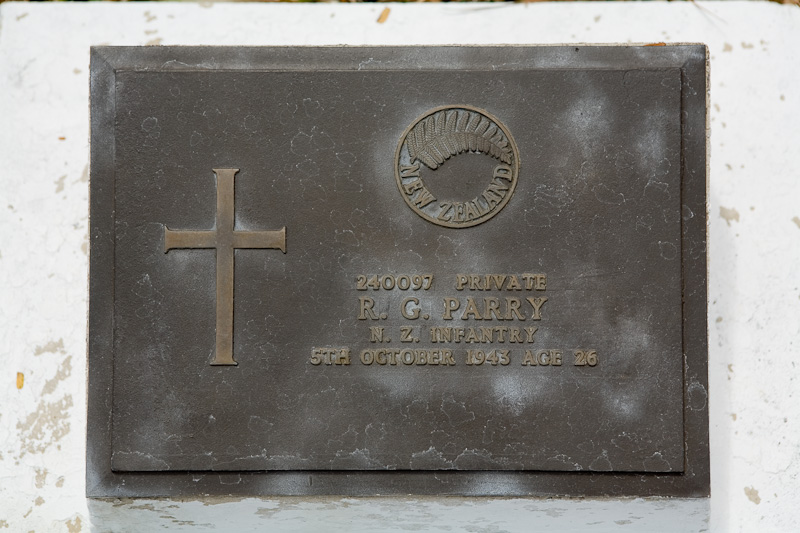 NEW ZEALAND
240097 PRIVATE
R. G. PARRY
N. Z. INFANTRY
5TH OCTOBER 1943 AGE 26